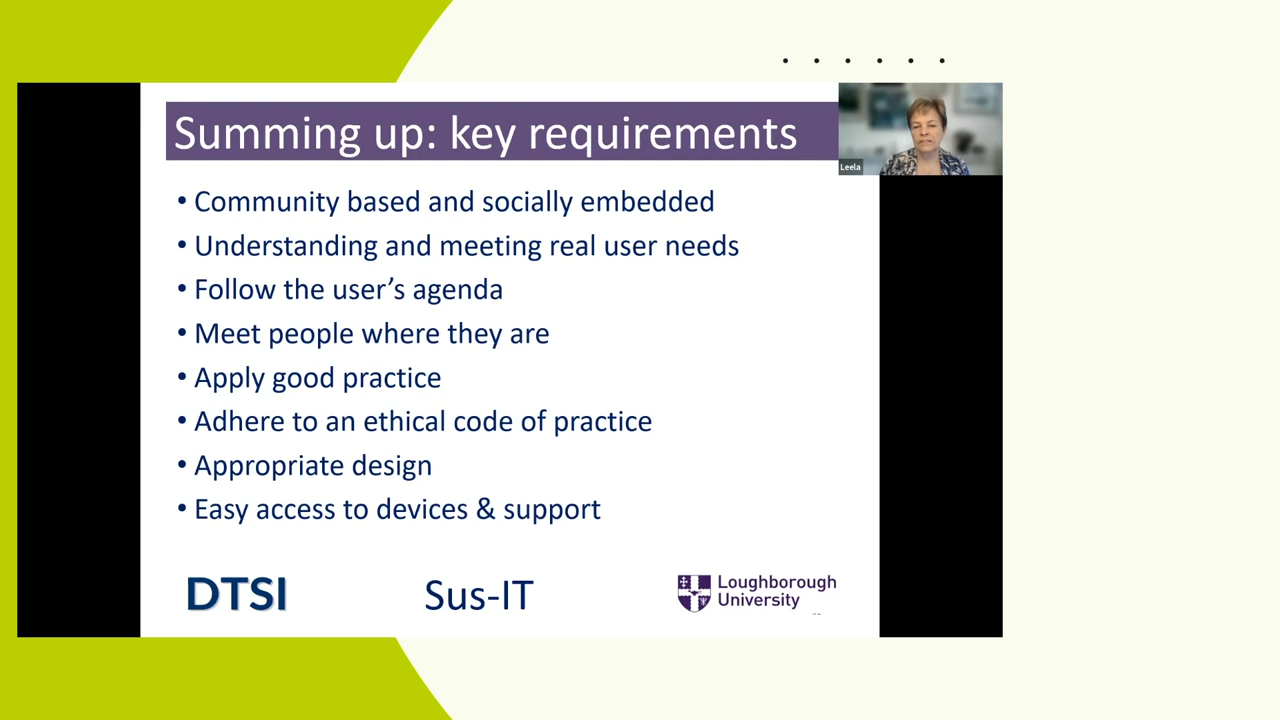 Summing up: key requirements
Leela
• Community based and socially embedded
• Understanding and meeting real user needs
• Follow the user’s agenda
• Meet people where they are
• Apply good practice
• Adhere to an ethical code of practice
• Appropriate design
• Easy access to devices & support
DTSI
Sus-IT
Loughborough
University